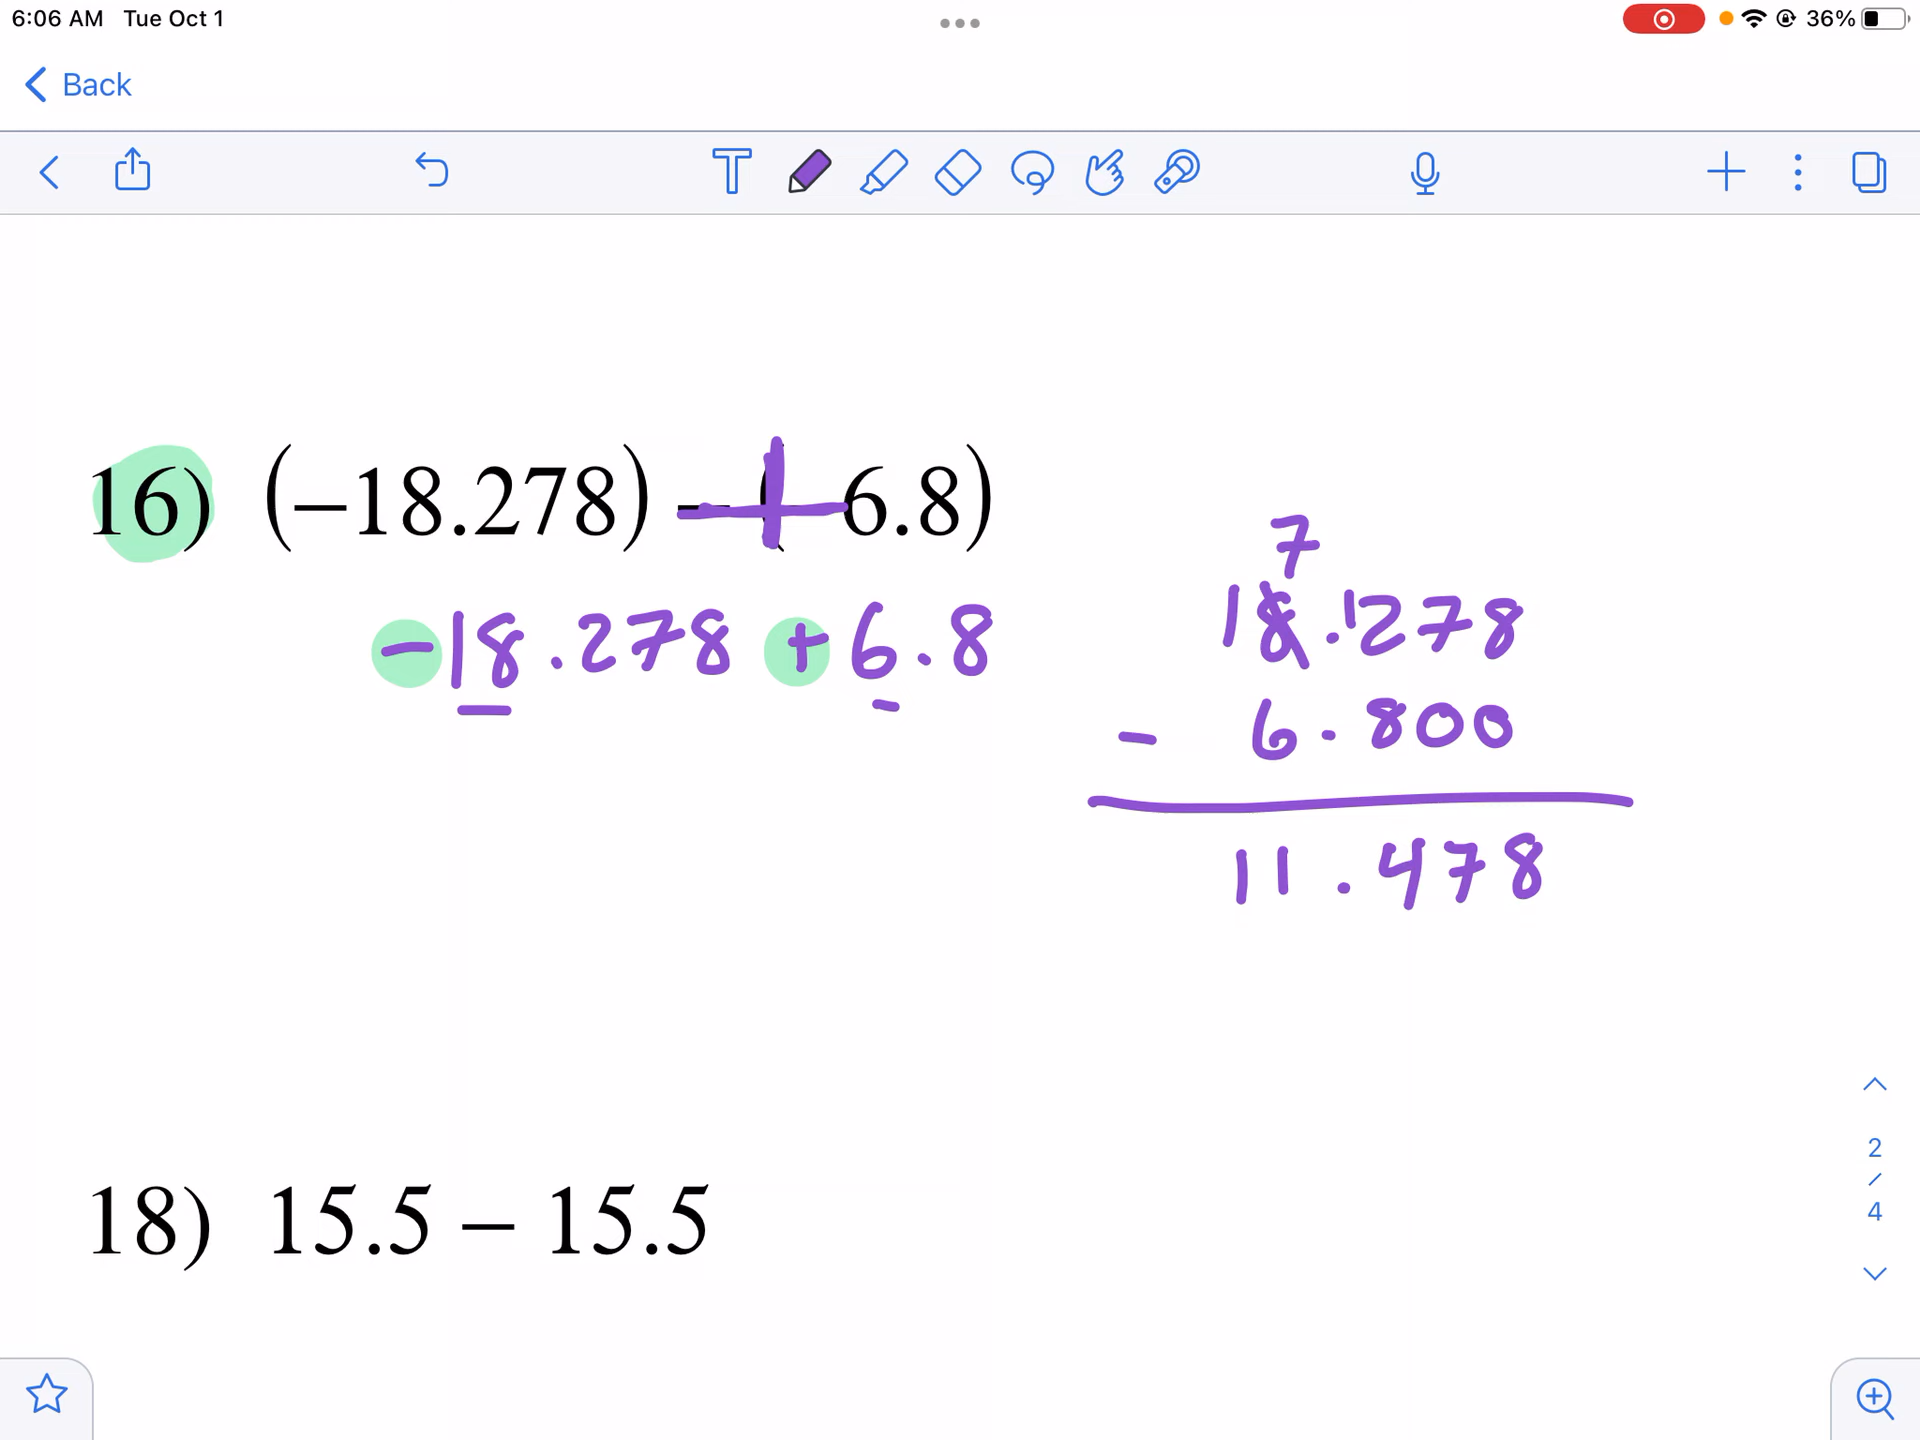 6:06 AM Tue Oct 1
36%
Back
T
16) (−18.278) − (−6.8)
−18.278 + 6.8
7
18.1278
− 6.800
11.478
18) 15.5 − 15.5
2
/
4